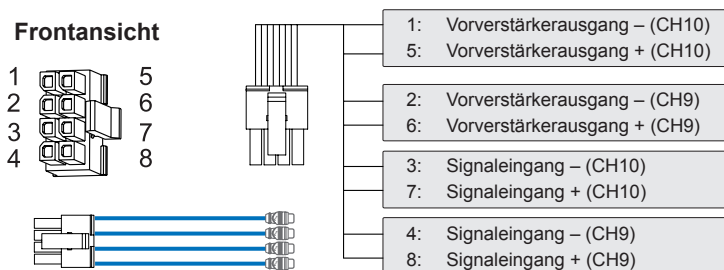 Frontansicht
1 5
2 6
3 7
4 8
1: Vorverstärkerausgang – (CH10)
5: Vorverstärkerausgang + (CH10)
2: Vorverstärkerausgang – (CH9)
6: Vorverstärkerausgang + (CH9)
3: Signaleingang – (CH10)
7: Signaleingang + (CH10)
4: Signaleingang – (CH9)
8: Signaleingang + (CH9)